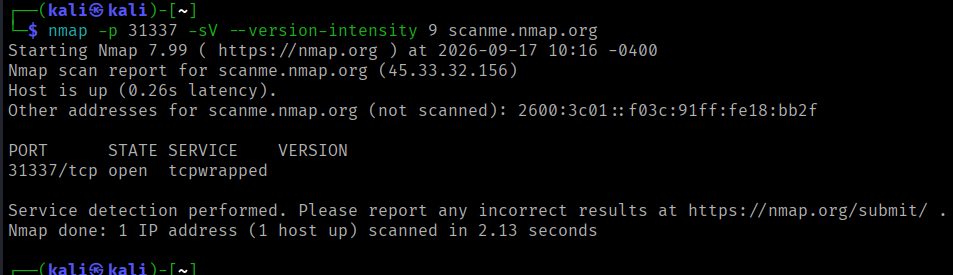 ┌──(kali㉿kali)-[~]
└─$ nmap -p 31337 -sV --version-intensity 9 scanme.nmap.org
Starting Nmap 7.99 ( https://nmap.org ) at 2026-09-17 10:16 -0400
Nmap scan report for scanme.nmap.org (45.33.32.156)
Host is up (0.26s latency).
Other addresses for scanme.nmap.org (not scanned): 2600:3c01::f03c:91ff:fe18:bb2f

PORT      STATE SERVICE    VERSION
31337/tcp open  tcpwrapped

Service detection performed. Please report any incorrect results at https://nmap.org/submit/ .
Nmap done: 1 IP address (1 host up) scanned in 2.13 seconds

┌──(kali㉿kali)-[~]